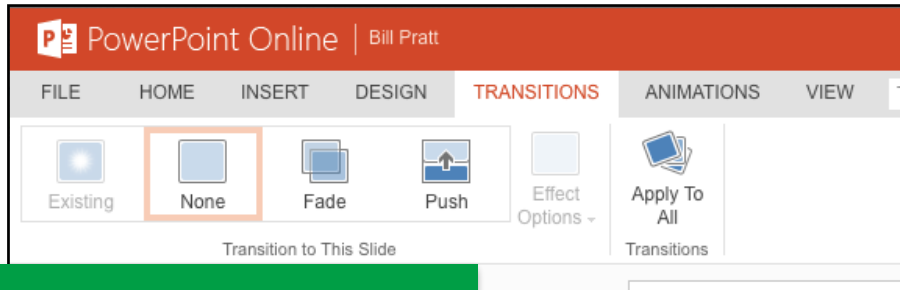 PowerPoint Online | Bill Pratt
FILE HOME INSERT DESIGN TRANSITIONS ANIMATIONS VIEW
Existing None Fade Push Effect Options Apply To All
Transition to This Slide Transitions